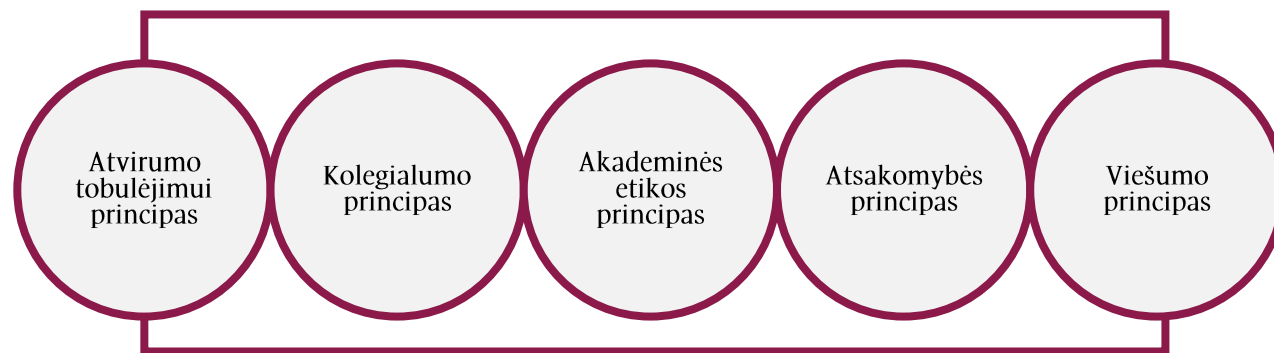 Atvirumo
tobulėjimui
principas
Kolegialumo
principas
Akademinės
etikos
principas
Atsakomybės
principas
Viešumo
principas